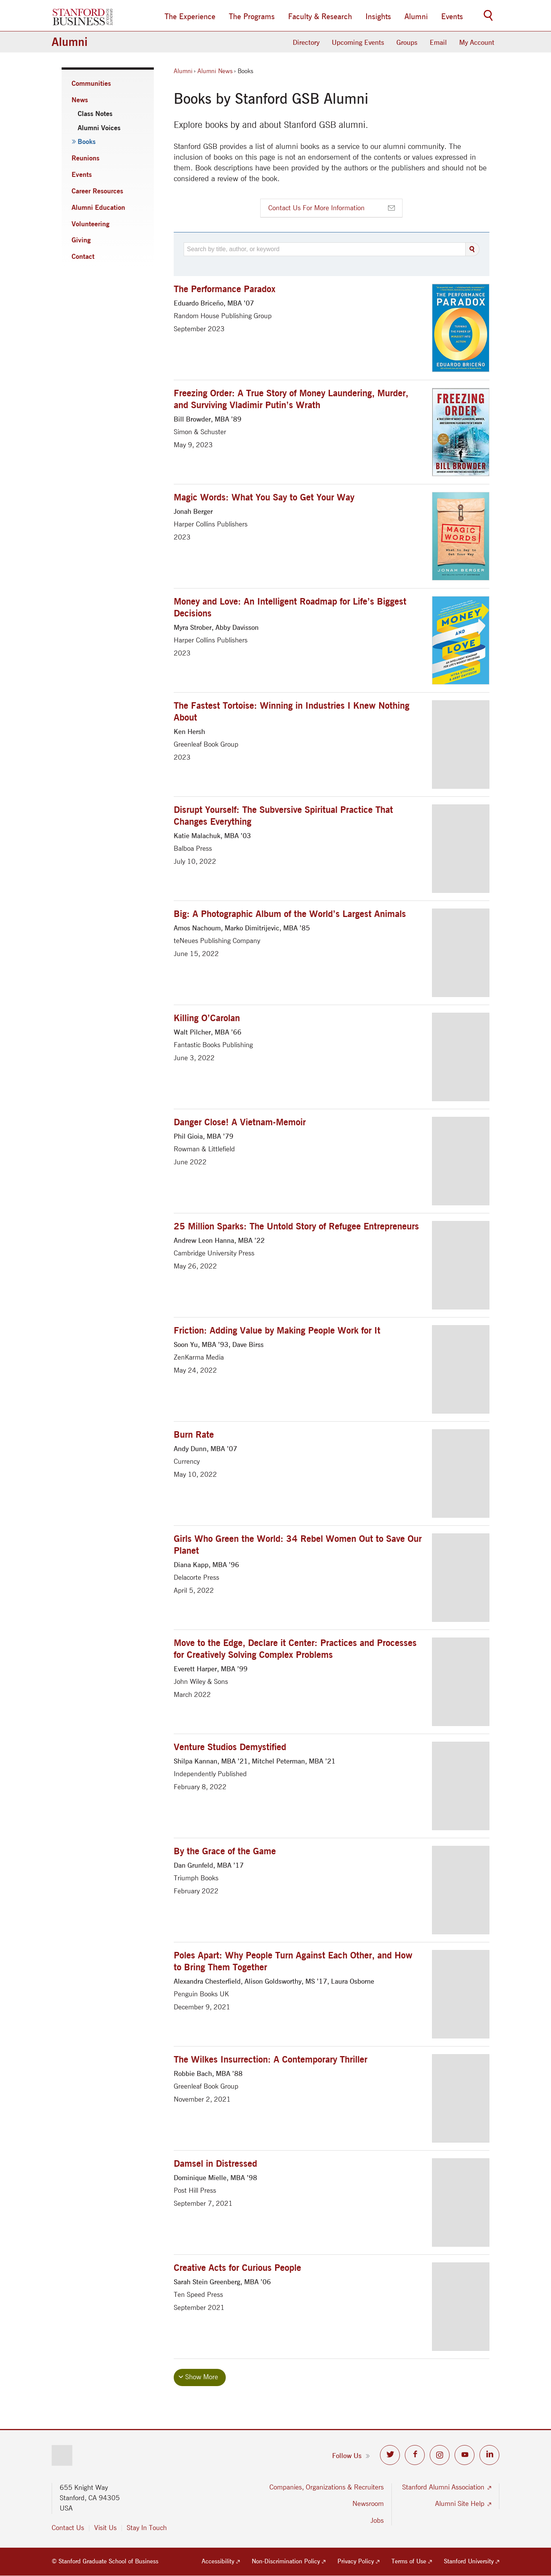 STANFORD
BUSINESS
The Experience
The Programs
Faculty & Research
Insights
Alumni
Events
Alumni
Directory
Upcoming Events
Groups
Email
My Account
Communities
News
Class Notes
Alumni Voices
Books
Reunions
Events
Career Resources
Alumni Education
Volunteering
Giving
Contact
Alumni › Alumni News › Books
Books by Stanford GSB Alumni
Explore books by and about Stanford GSB alumni.
Stanford GSB provides a list of alumni books as a service to our alumni community. The
inclusion of books on this page is not an endorsement of the contents or values expressed in
them. Book descriptions have been provided by the authors or the publishers and should not be
considered a review of the book.
Contact Us For More Information
Search by title, author, or keyword
The Performance Paradox
Eduardo Briceño, MBA ’07
Random House Publishing Group
September 2023
THE PERFORMANCE
PARADOX
Freezing Order: A True Story of Money Laundering, Murder,
and Surviving Vladimir Putin’s Wrath
Bill Browder, MBA ’89
Simon & Schuster
May 9, 2023
FREEZING
ORDER
BILL BROWDER
Magic Words: What You Say to Get Your Way
Jonah Berger
Harper Collins Publishers
2023
MAGIC
WORDS
JONAH BERGER
Money and Love: An Intelligent Roadmap for Life’s Biggest
Decisions
Myra Strober, Abby Davisson
Harper Collins Publishers
2023
MONEY
AND
LOVE
The Fastest Tortoise: Winning in Industries I Knew Nothing
About
Ken Hersh
Greenleaf Book Group
2023
Disrupt Yourself: The Subversive Spiritual Practice That
Changes Everything
Katie Malachuk, MBA ’03
Balboa Press
July 10, 2022
Big: A Photographic Album of the World’s Largest Animals
Amos Nachoum, Marko Dimitrijevic, MBA ’85
teNeues Publishing Company
June 15, 2022
Killing O’Carolan
Walt Pilcher, MBA ’66
Fantastic Books Publishing
June 3, 2022
Danger Close! A Vietnam-Memoir
Phil Gioia, MBA ’79
Rowman & LIttlefield
June 2022
25 Million Sparks: The Untold Story of Refugee Entrepreneurs
Andrew Leon Hanna, MBA ’22
Cambridge University Press
May 26, 2022
Friction: Adding Value by Making People Work for It
Soon Yu, MBA ’93, Dave Birss
ZenKarma Media
May 24, 2022
Burn Rate
Andy Dunn, MBA ’07
Currency
May 10, 2022
Girls Who Green the World: 34 Rebel Women Out to Save Our
Planet
Diana Kapp, MBA ’96
Delacorte Press
April 5, 2022
Move to the Edge, Declare it Center: Practices and Processes
for Creatively Solving Complex Problems
Everett Harper, MBA ’99
John Wiley & Sons
March 2022
Venture Studios Demystified
Shilpa Kannan, MBA ’21, Mitchel Peterman, MBA ’21
Independently Published
February 8, 2022
By the Grace of the Game
Dan Grunfeld, MBA ’17
Triumph Books
February 2022
Poles Apart: Why People Turn Against Each Other, and How
to Bring Them Together
Alexandra Chesterfield, Alison Goldsworthy, MS ’17, Laura Osborne
Penguin Books UK
December 9, 2021
The Wilkes Insurrection: A Contemporary Thriller
Robbie Bach, MBA ’88
Greenleaf Book Group
November 2, 2021
Damsel in Distressed
Dominique Mielle, MBA ’98
Post Hill Press
September 7, 2021
Creative Acts for Curious People
Sarah Stein Greenberg, MBA ’06
Ten Speed Press
September 2021
Show More
Follow Us
655 Knight Way
Stanford, CA 94305
USA
Contact Us
Visit Us
Stay In Touch
Companies, Organizations & Recruiters
Newsroom
Jobs
Stanford Alumni Association
Alumni Site Help
© Stanford Graduate School of Business
Accessibility
Non-Discrimination Policy
Privacy Policy
Terms of Use
Stanford University